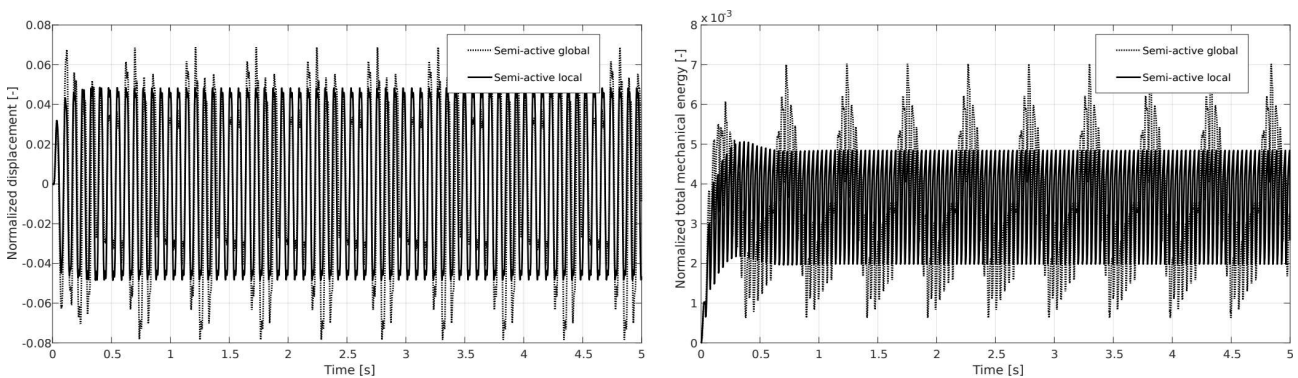 0.08
0.06
0.04
0.02
0
-0.02
-0.04
-0.06
-0.08
Normalized displacement [-]
0 0.5 1 1.5 2 2.5 3 3.5 4 4.5 5
Time [s]
Semi-active global
Semi-active local
× 10⁻³
8
7
6
5
4
3
2
1
0
Normalized total mechanical energy [-]
0 0.5 1 1.5 2 2.5 3 3.5 4 4.5 5
Time [s]
Semi-active global
Semi-active local